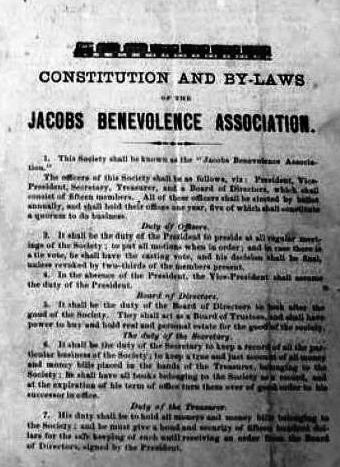 CONSTITUTION AND BY-LAWS
OF THE
JACOBS BENEVOLENCE ASSOCIATION.
1. This Society shall be known as the "Jacobs Benevolence Associa-
tion."
The officers of this Society shall be as follows, viz: President, Vice-
President, Secretary, Treasurer, and a Board of Directors, which shall
consist of fifteen members. All of these officers shall be elected by ballot
annually, and shall hold their offices one year, five of which shall constitute
a quorum to do business.
Duty of Officers.
2. It shall be the duty of the President to preside at all regular meet-
ings of the Society; to put all motions when in order; and in case there is
a tie vote, he shall have the casting vote, and his decision shall be final,
unless revoked by two-thirds of the members present.
4. In the absence of the President, the Vice-President shall assume
the duty of the President.
Board of Directors.
5. It shall be the duty of the Board of Directors to look after the
good of the Society. They shall act as a Board of Trustees, and shall have
power to buy and hold real and personal estate for the good of the society.
The duty of the Secretary.
6. It shall be the duty of the Secretary to keep a record of all the par-
ticular business of the Society; to keep a true and just account of all money
and money bills placed in the hands of the Treasurer, belonging to the
Society; he shall have all books belonging to the Society as a record, and
at the expiration of his term of office turn them over in good order to his
successor in office.
Duty of the Treasurer.
7. His duty shall be to hold all moneys and money bills belonging to
the Society; and he must give a bond and security of fifteen hundred dol-
lars for the safe keeping of such until receiving an order from the Board
of Directors, signed by the President.